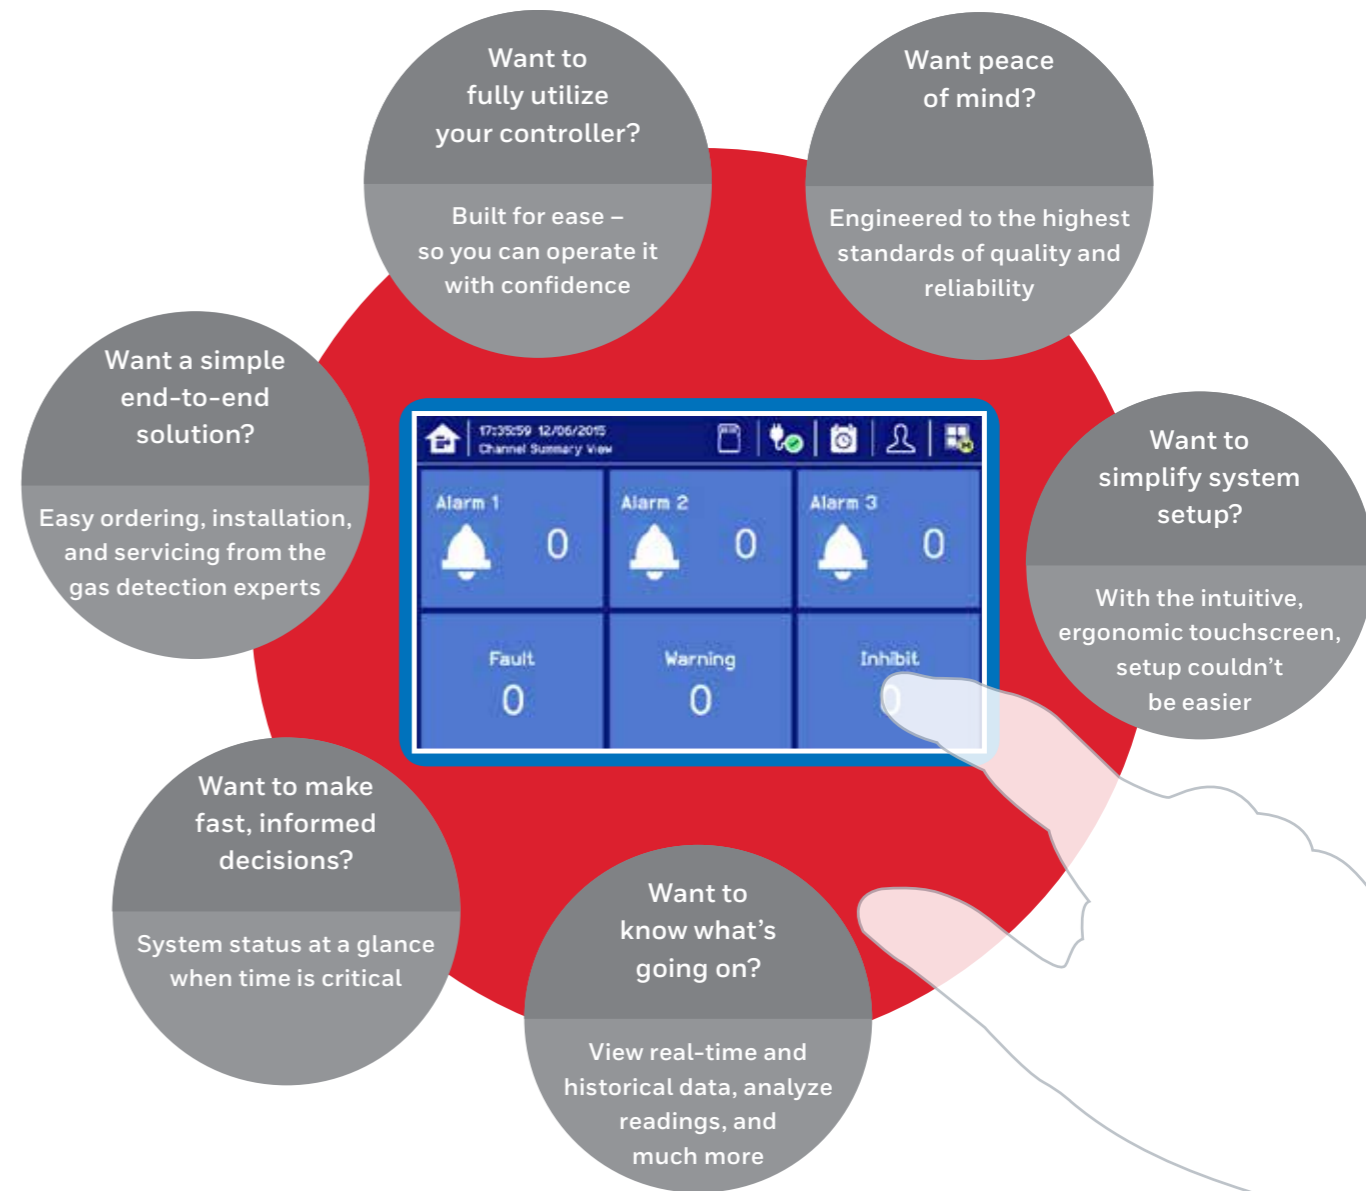 Want to
fully utilize
your controller?
Built for ease –
so you can operate it
with confidence
Want peace
of mind?
Engineered to the highest
standards of quality and
reliability
Want a simple
end-to-end
solution?
Easy ordering, installation,
and servicing from the
gas detection experts
17:35:59 12/06/2015
Channel Summary View
Alarm 1
0
Alarm 2
0
Alarm 3
0
Fault
0
Warning
0
Inhibit
0
Want to
simplify system
setup?
With the intuitive,
ergonomic touchscreen,
setup couldn’t
be easier
Want to make
fast, informed
decisions?
System status at a glance
when time is critical
Want to
know what’s
going on?
View real-time and
historical data, analyze
readings, and
much more